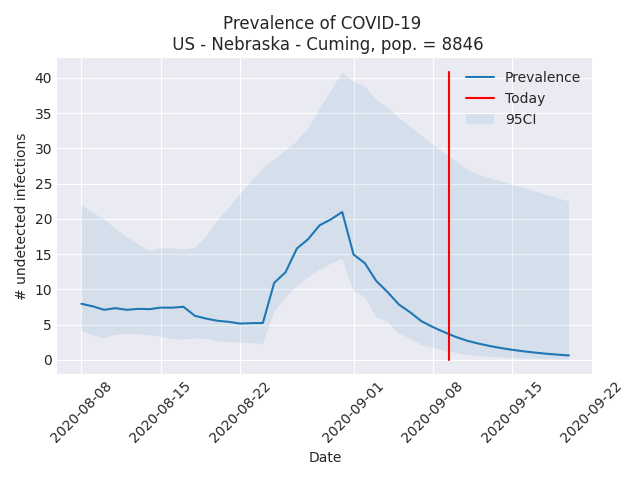 Prevalence of COVID-19
US - Nebraska - Cuming, pop. = 8846
# undetected infections
40
35
30
25
20
15
10
5
0
Prevalence
Today
95CI
2020-08-08
2020-08-15
2020-08-22
2020-09-01
2020-09-08
2020-09-15
2020-09-22
Date